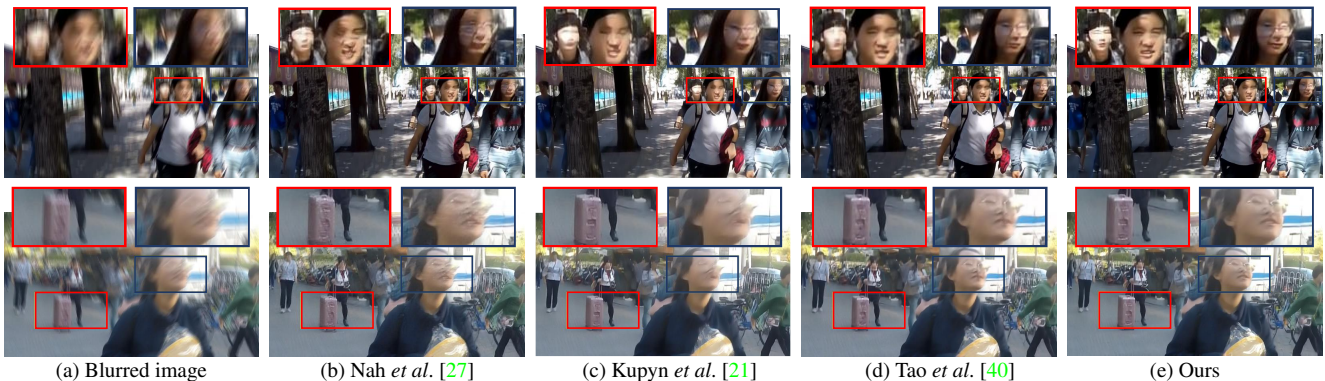 (a) Blurred image
(b) Nah et al. [27]
(c) Kupyn et al. [21]
(d) Tao et al. [40]
(e) Ours